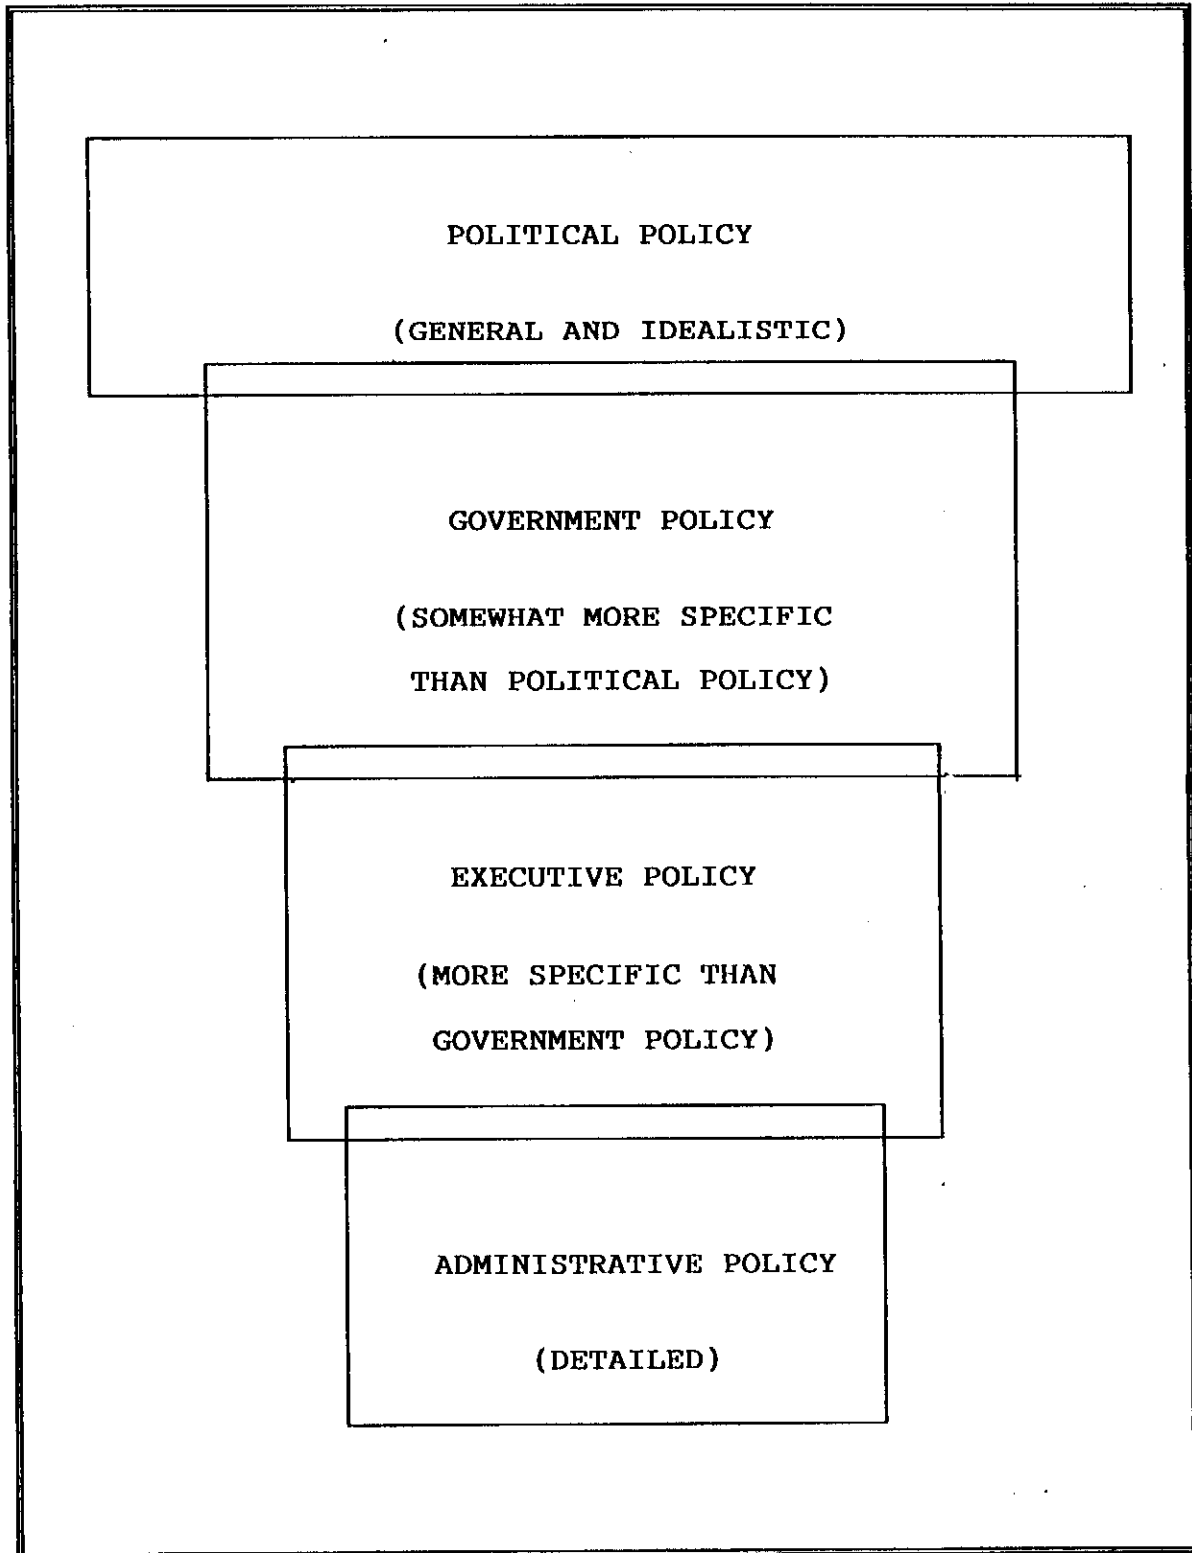 POLITICAL POLICY
(GENERAL AND IDEALISTIC)
GOVERNMENT POLICY
(SOMEWHAT MORE SPECIFIC
THAN POLITICAL POLICY)
EXECUTIVE POLICY
(MORE SPECIFIC THAN
GOVERNMENT POLICY)
ADMINISTRATIVE POLICY
(DETAILED)